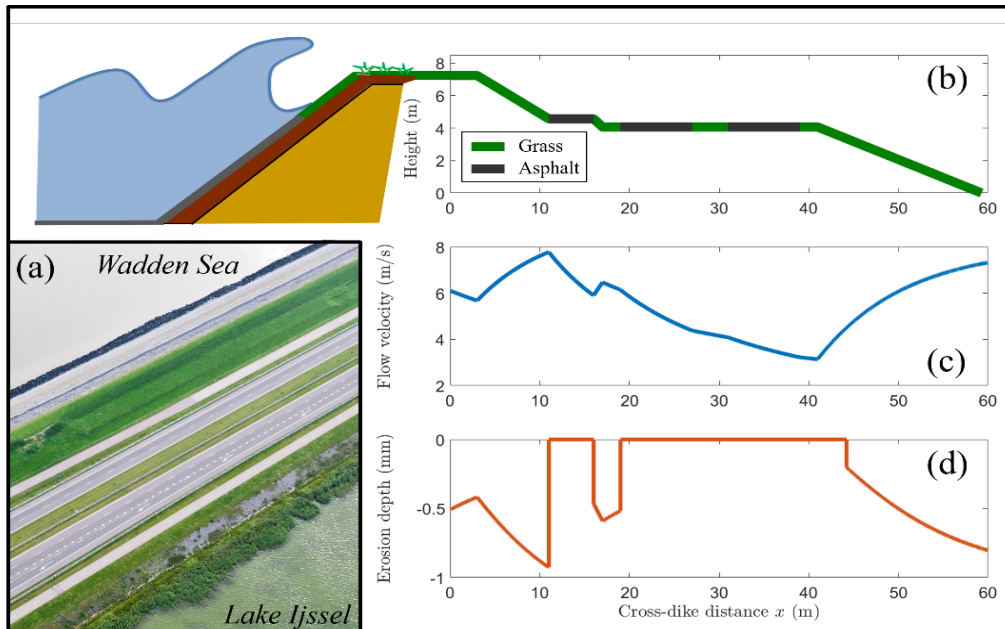 (b)
Height (m)
8
6
4
2
0
Grass
Asphalt
0 10 20 30 40 50 60
(a)
Wadden Sea
Lake Ijssel
(c)
Flow velocity (m/s)
8
6
4
2
0 10 20 30 40 50 60
(d)
Erosion depth (mm)
0
-0.5
-1
0 10 20 30 40 50 60
Cross-dike distance x (m)